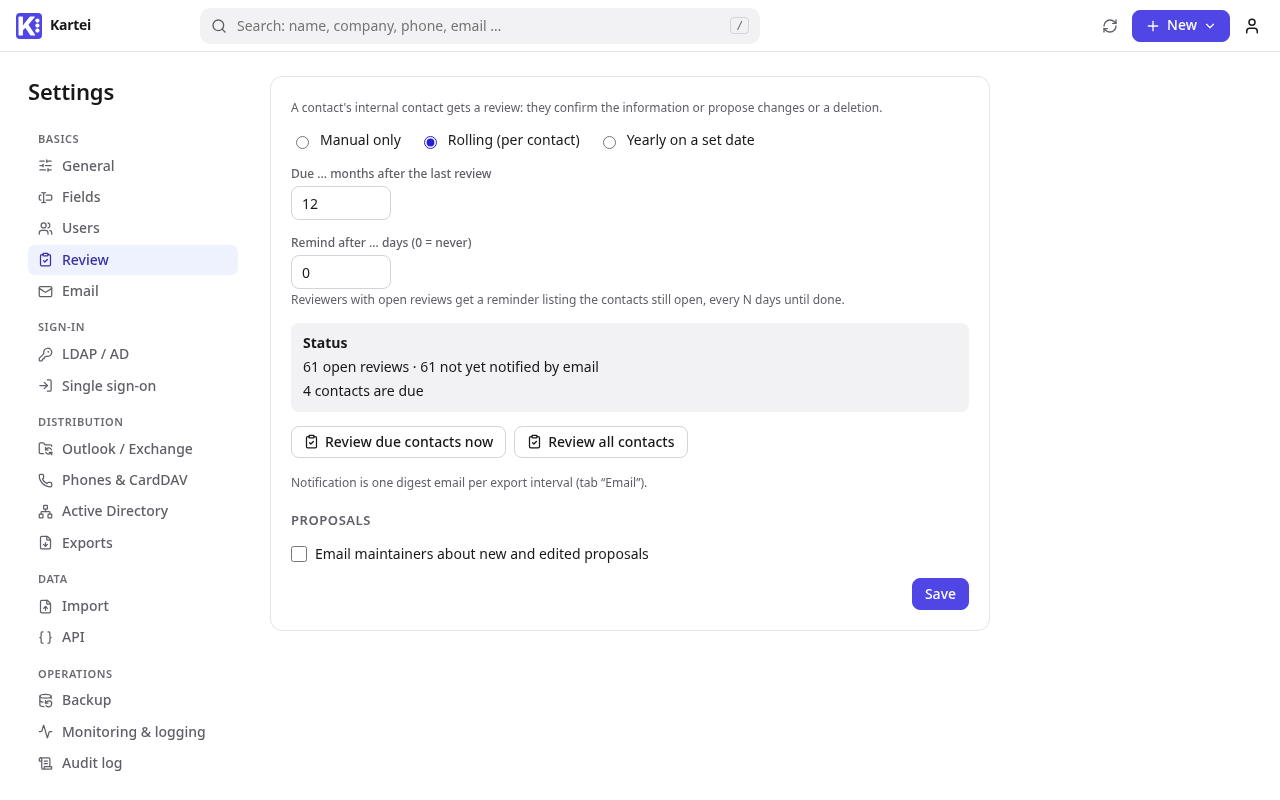 Kartei
Search: name, company, phone, email ...
/
New
Settings
BASICS
General
Fields
Users
Review
Email
SIGN-IN
LDAP / AD
Single sign-on
DISTRIBUTION
Outlook / Exchange
Phones & CardDAV
Active Directory
Exports
DATA
Import
API
OPERATIONS
Backup
Monitoring & logging
Audit log
A contact's internal contact gets a review: they confirm the information or propose changes or a deletion.
Manual only
Rolling (per contact)
Yearly on a set date
Due ... months after the last review
12
Remind after ... days (0 = never)
0
Reviewers with open reviews get a reminder listing the contacts still open, every N days until done.
Status
61 open reviews · 61 not yet notified by email
4 contacts are due
Review due contacts now
Review all contacts
Notification is one digest email per export interval (tab “Email”).
PROPOSALS
Email maintainers about new and edited proposals
Save